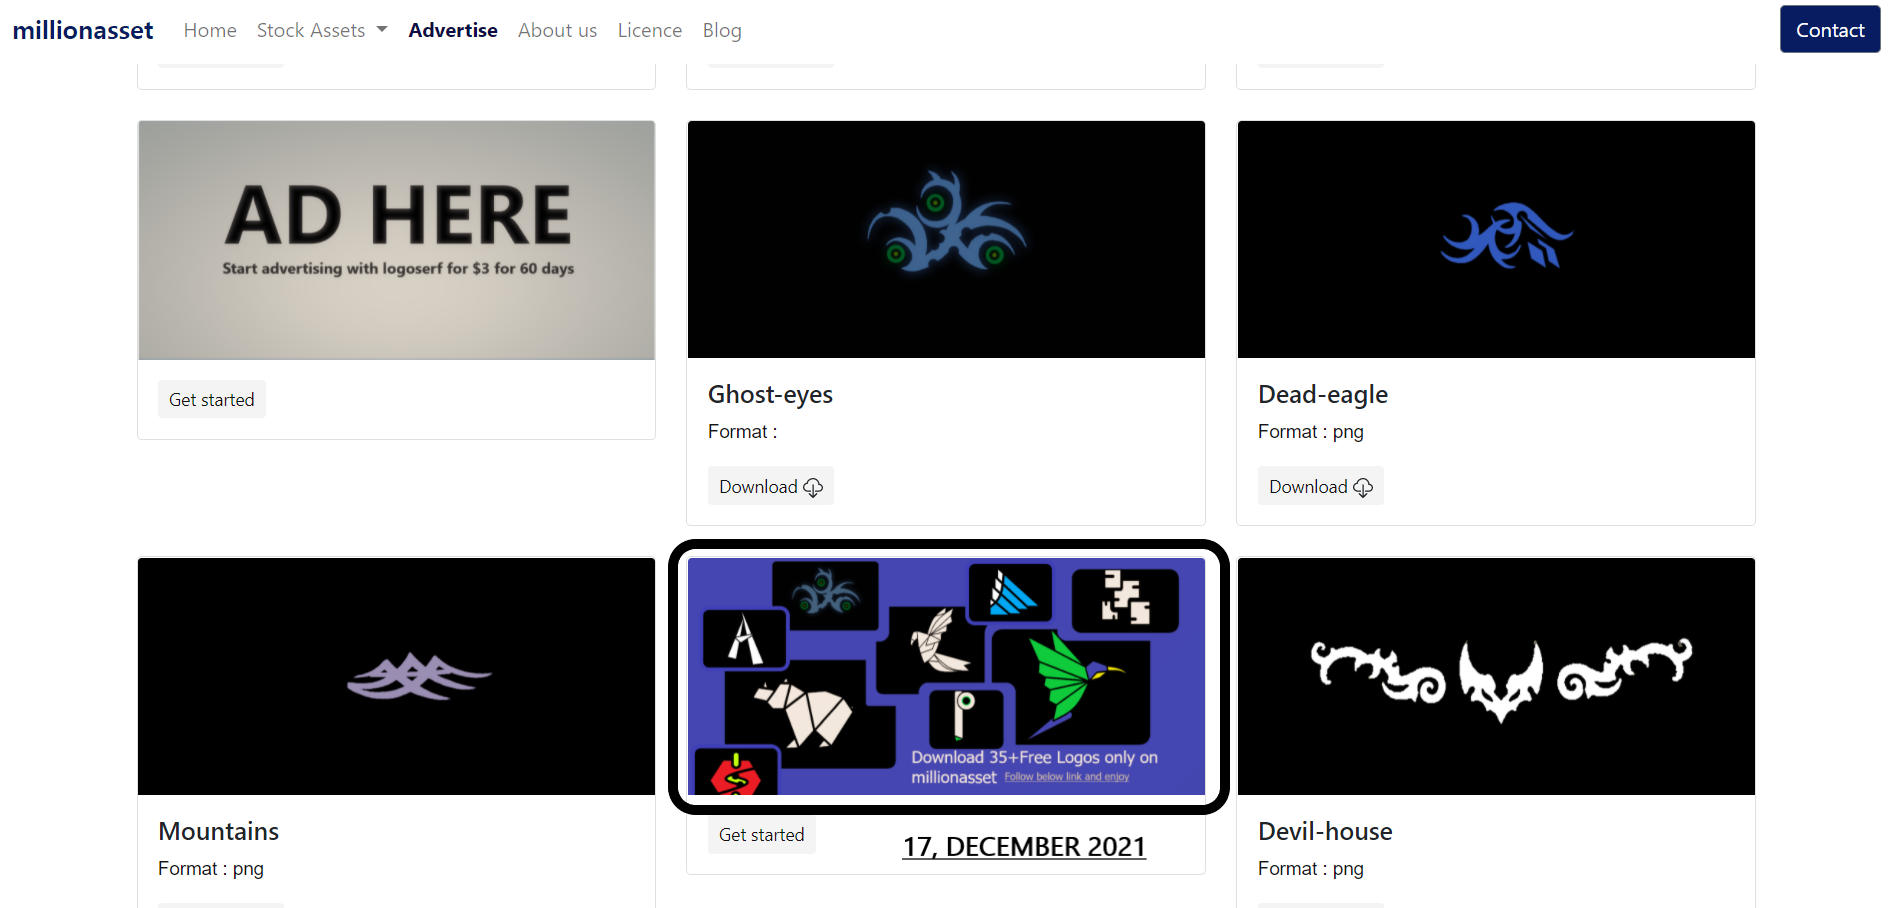 millionasset Home Stock Assets Advertise About us Licence Blog Contact
AD HERE
Start advertising with logoserf for $3 for 60 days
Get started
Ghost-eyes
Format :
Download
Dead-eagle
Format : png
Download
Mountains
Format : png
Download 35+Free Logos only on
millionasset Follow below link and enjoy
Get started
17, DECEMBER 2021
Devil-house
Format : png